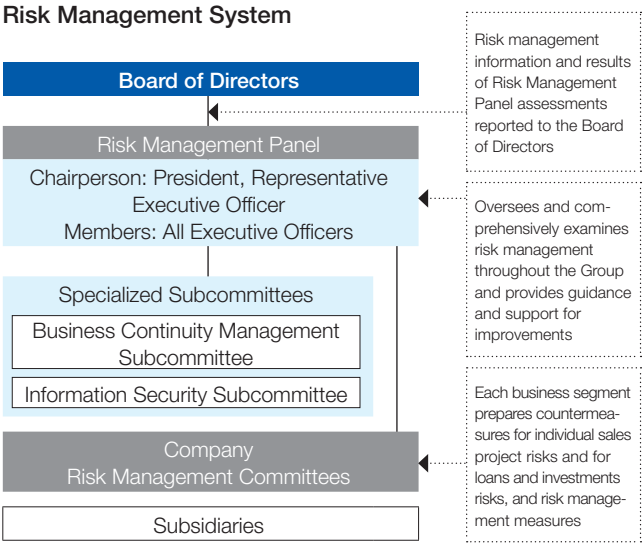 Risk Management System
Board of Directors
Risk Management Panel
Chairperson: President, Representative
Executive Officer
Members: All Executive Officers
Specialized Subcommittees
Business Continuity Management
Subcommittee
Information Security Subcommittee
Company
Risk Management Committees
Subsidiaries
Risk management
information and results
of Risk Management
Panel assessments
reported to the Board
of Directors
Oversees and com-
prehensively examines
risk management
throughout the Group
and provides guidance
and support for
improvements
Each business segment
prepares countermea-
sures for individual sales
project risks and for
loans and investments
risks, and risk manage-
ment measures